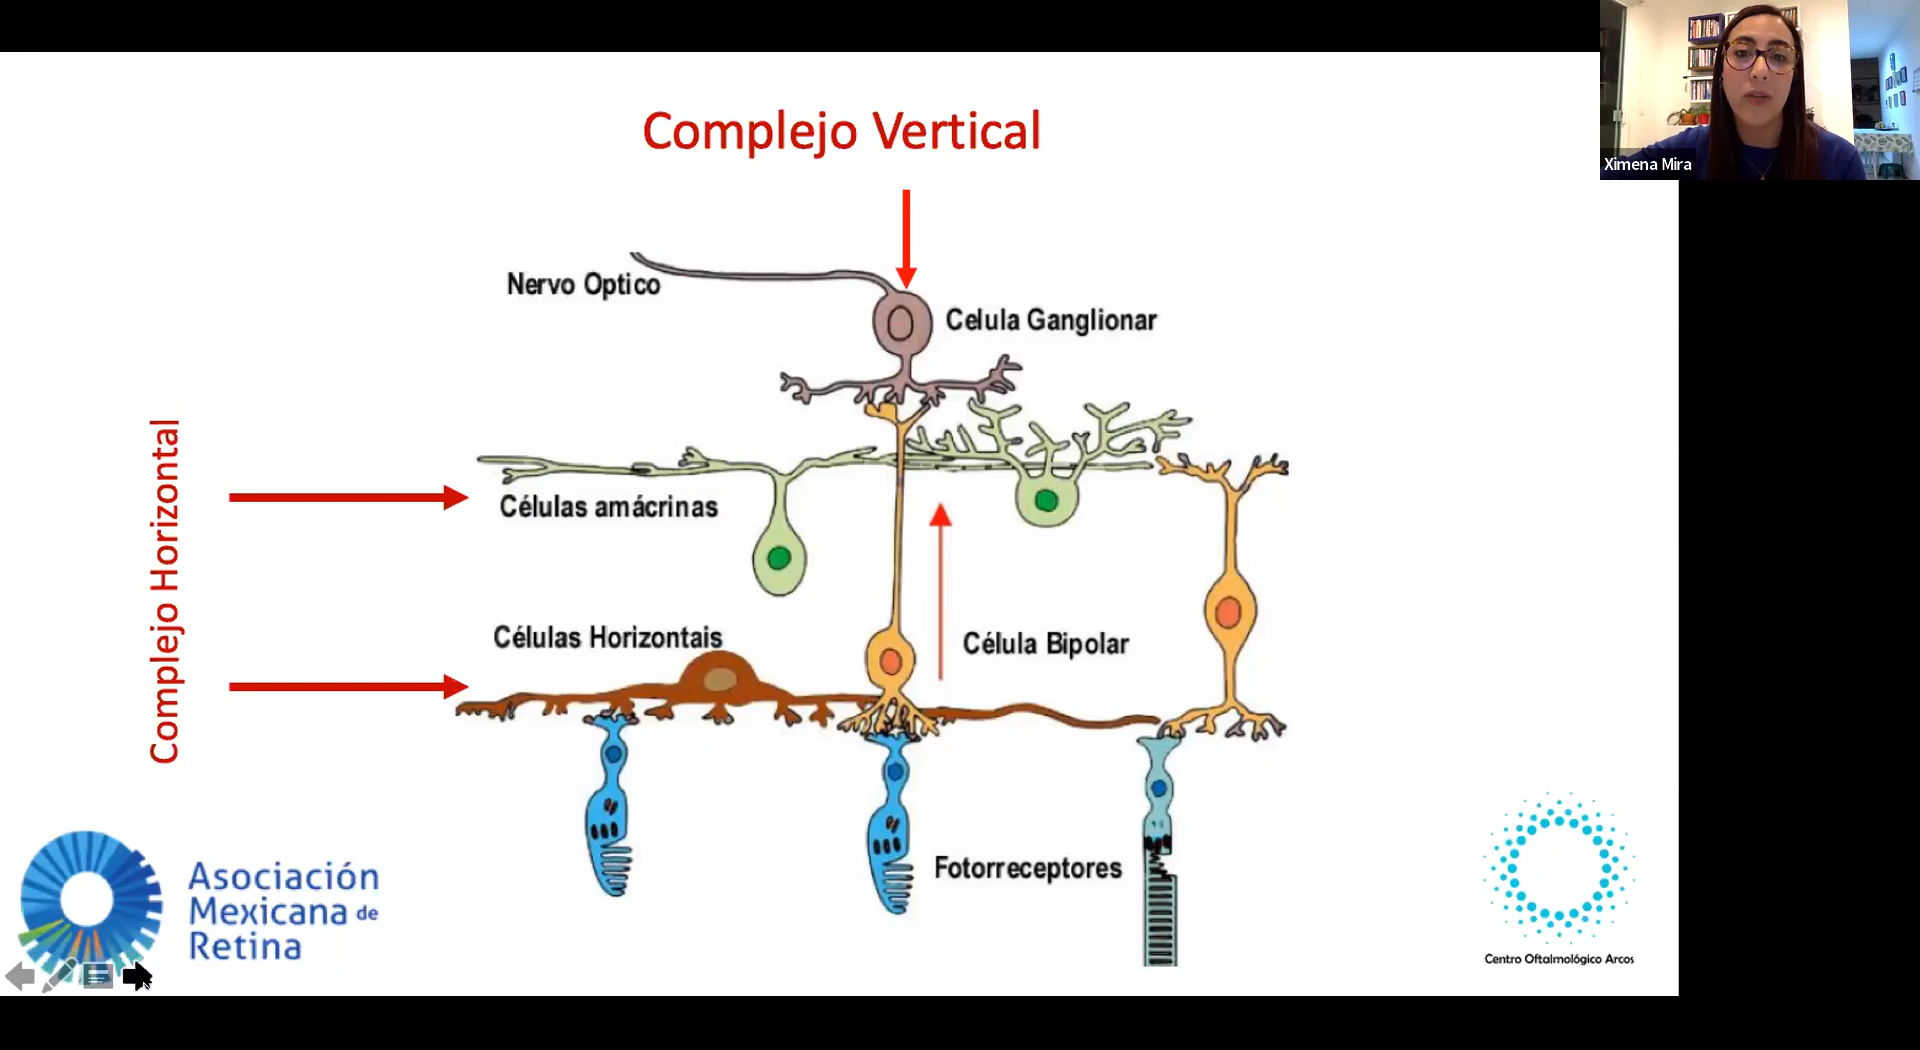 Complejo Vertical
Ximena Mira
Nervo Optico
Celula Ganglionar
Complejo Horizontal
Células amácrinas
Células Horizontais
Célula Bipolar
Fotorreceptores
Asociación
Mexicana de
Retina
Centro Oftalmológico Arcos